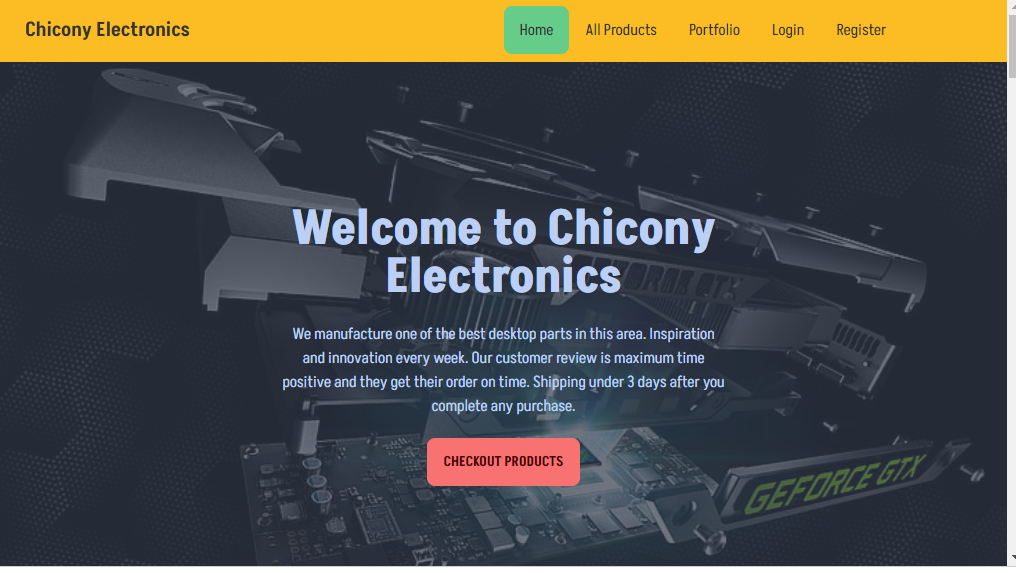 Chicony Electronics
Home
All Products
Portfolio
Login
Register
Welcome to Chicony
Electronics
We manufacture one of the best desktop parts in this area. Inspiration
and innovation every week. Our customer review is maximum time
positive and they get their order on time. Shipping under 3 days after you
complete any purchase.
CHECKOUT PRODUCTS
GEFORCE GTX